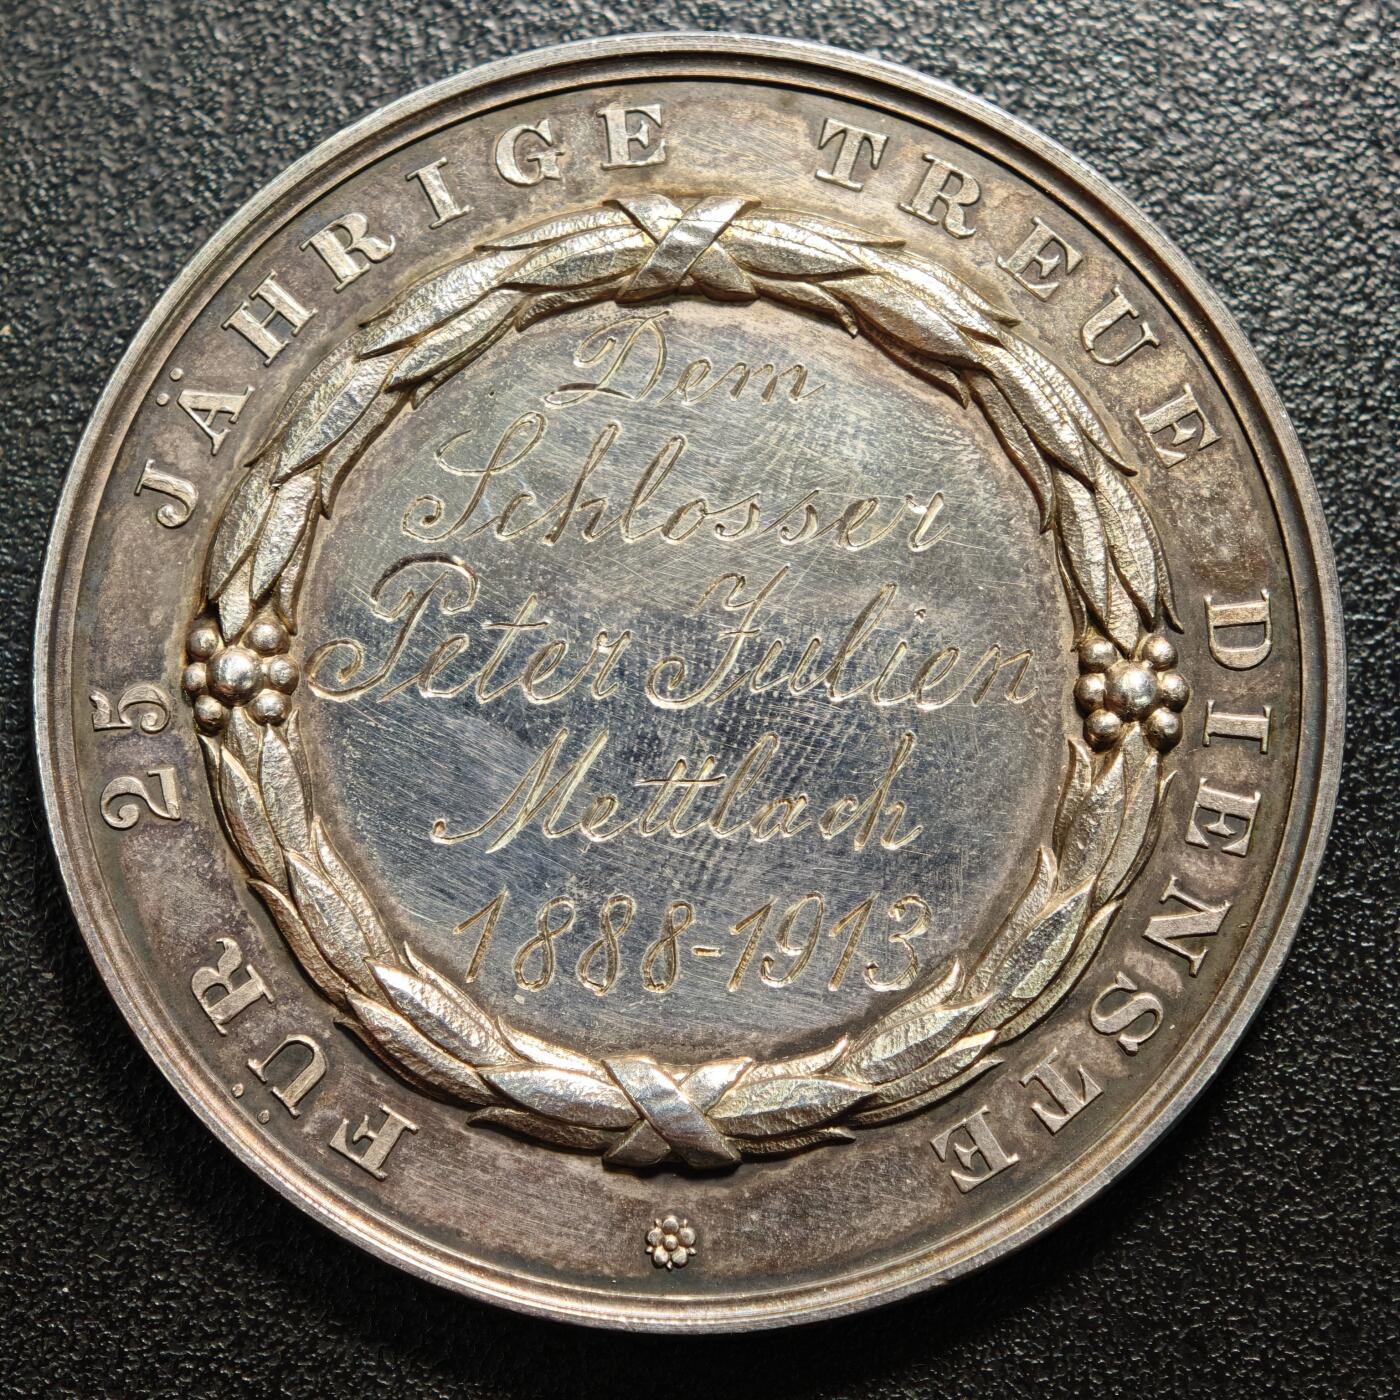 FÜR 25 JÄHRIGE TREUE DIENSTE
Dem
Schlosser
Peter Julien
Mettlach
1888-1913